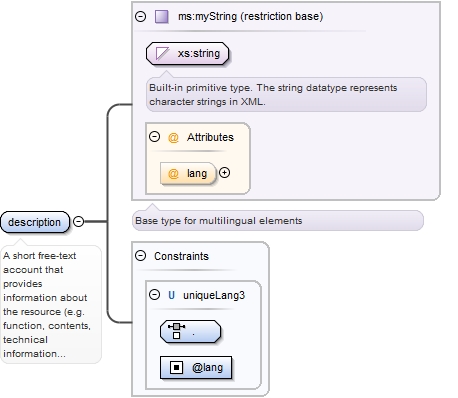 ms:myString (restriction base)
xs:string
Built-in primitive type. The string datatype represents
character strings in XML.
@ Attributes
@ lang
description
Base type for multilingual elements
A short free-text
account that
provides
information about
the resource (e.g.
function, contents,
technical
information...
Constraints
U uniqueLang3
.
@lang